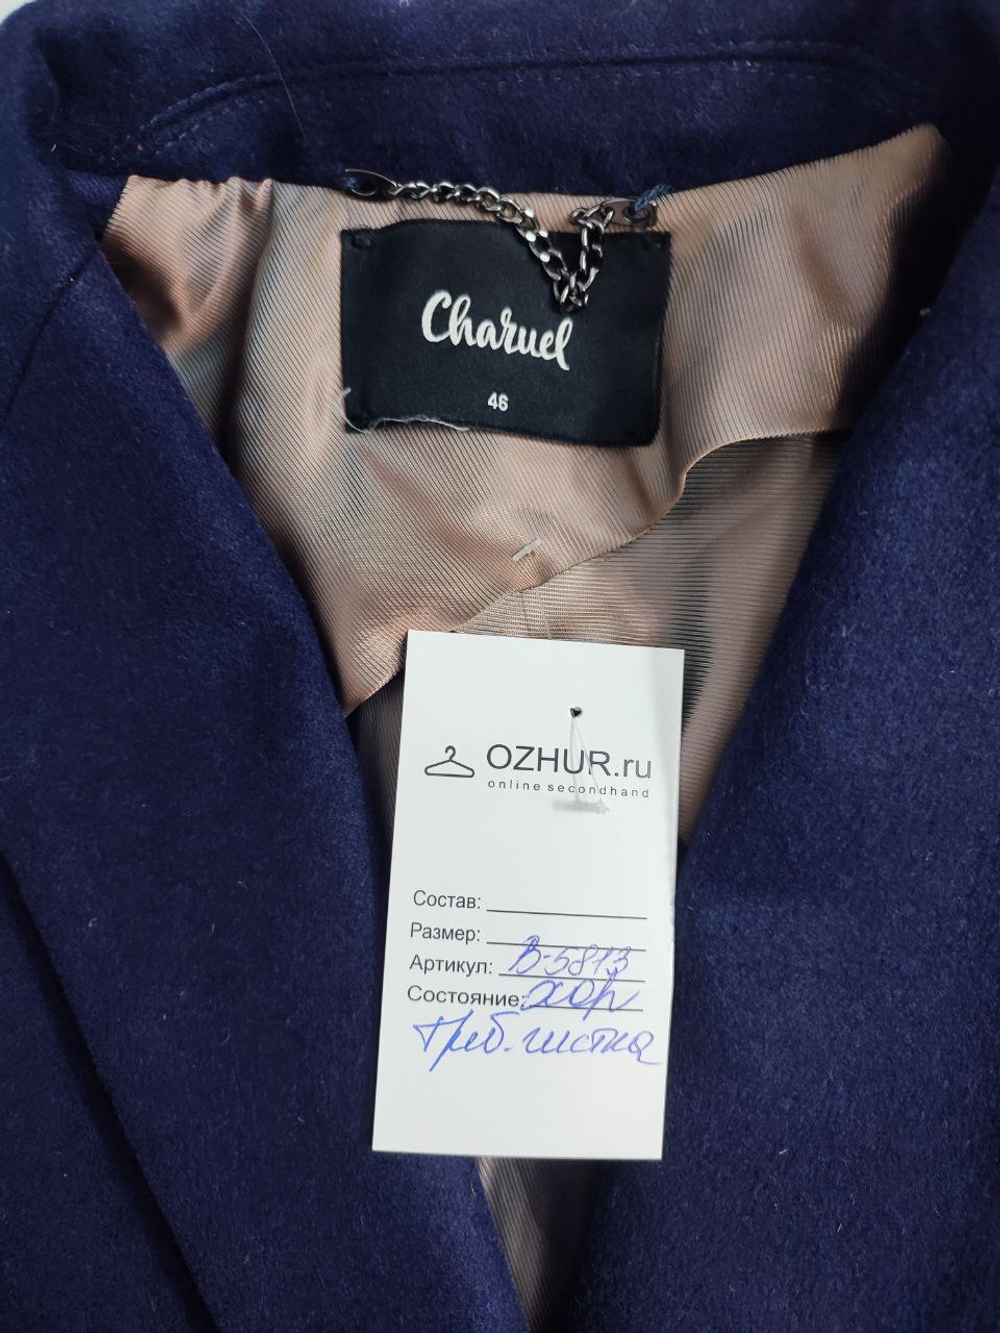 Charuel
46
OZHUR.ru
online secondhand
Состав:
Размер:
Артикул: В-5813
Состояние: хор
треб. чистка